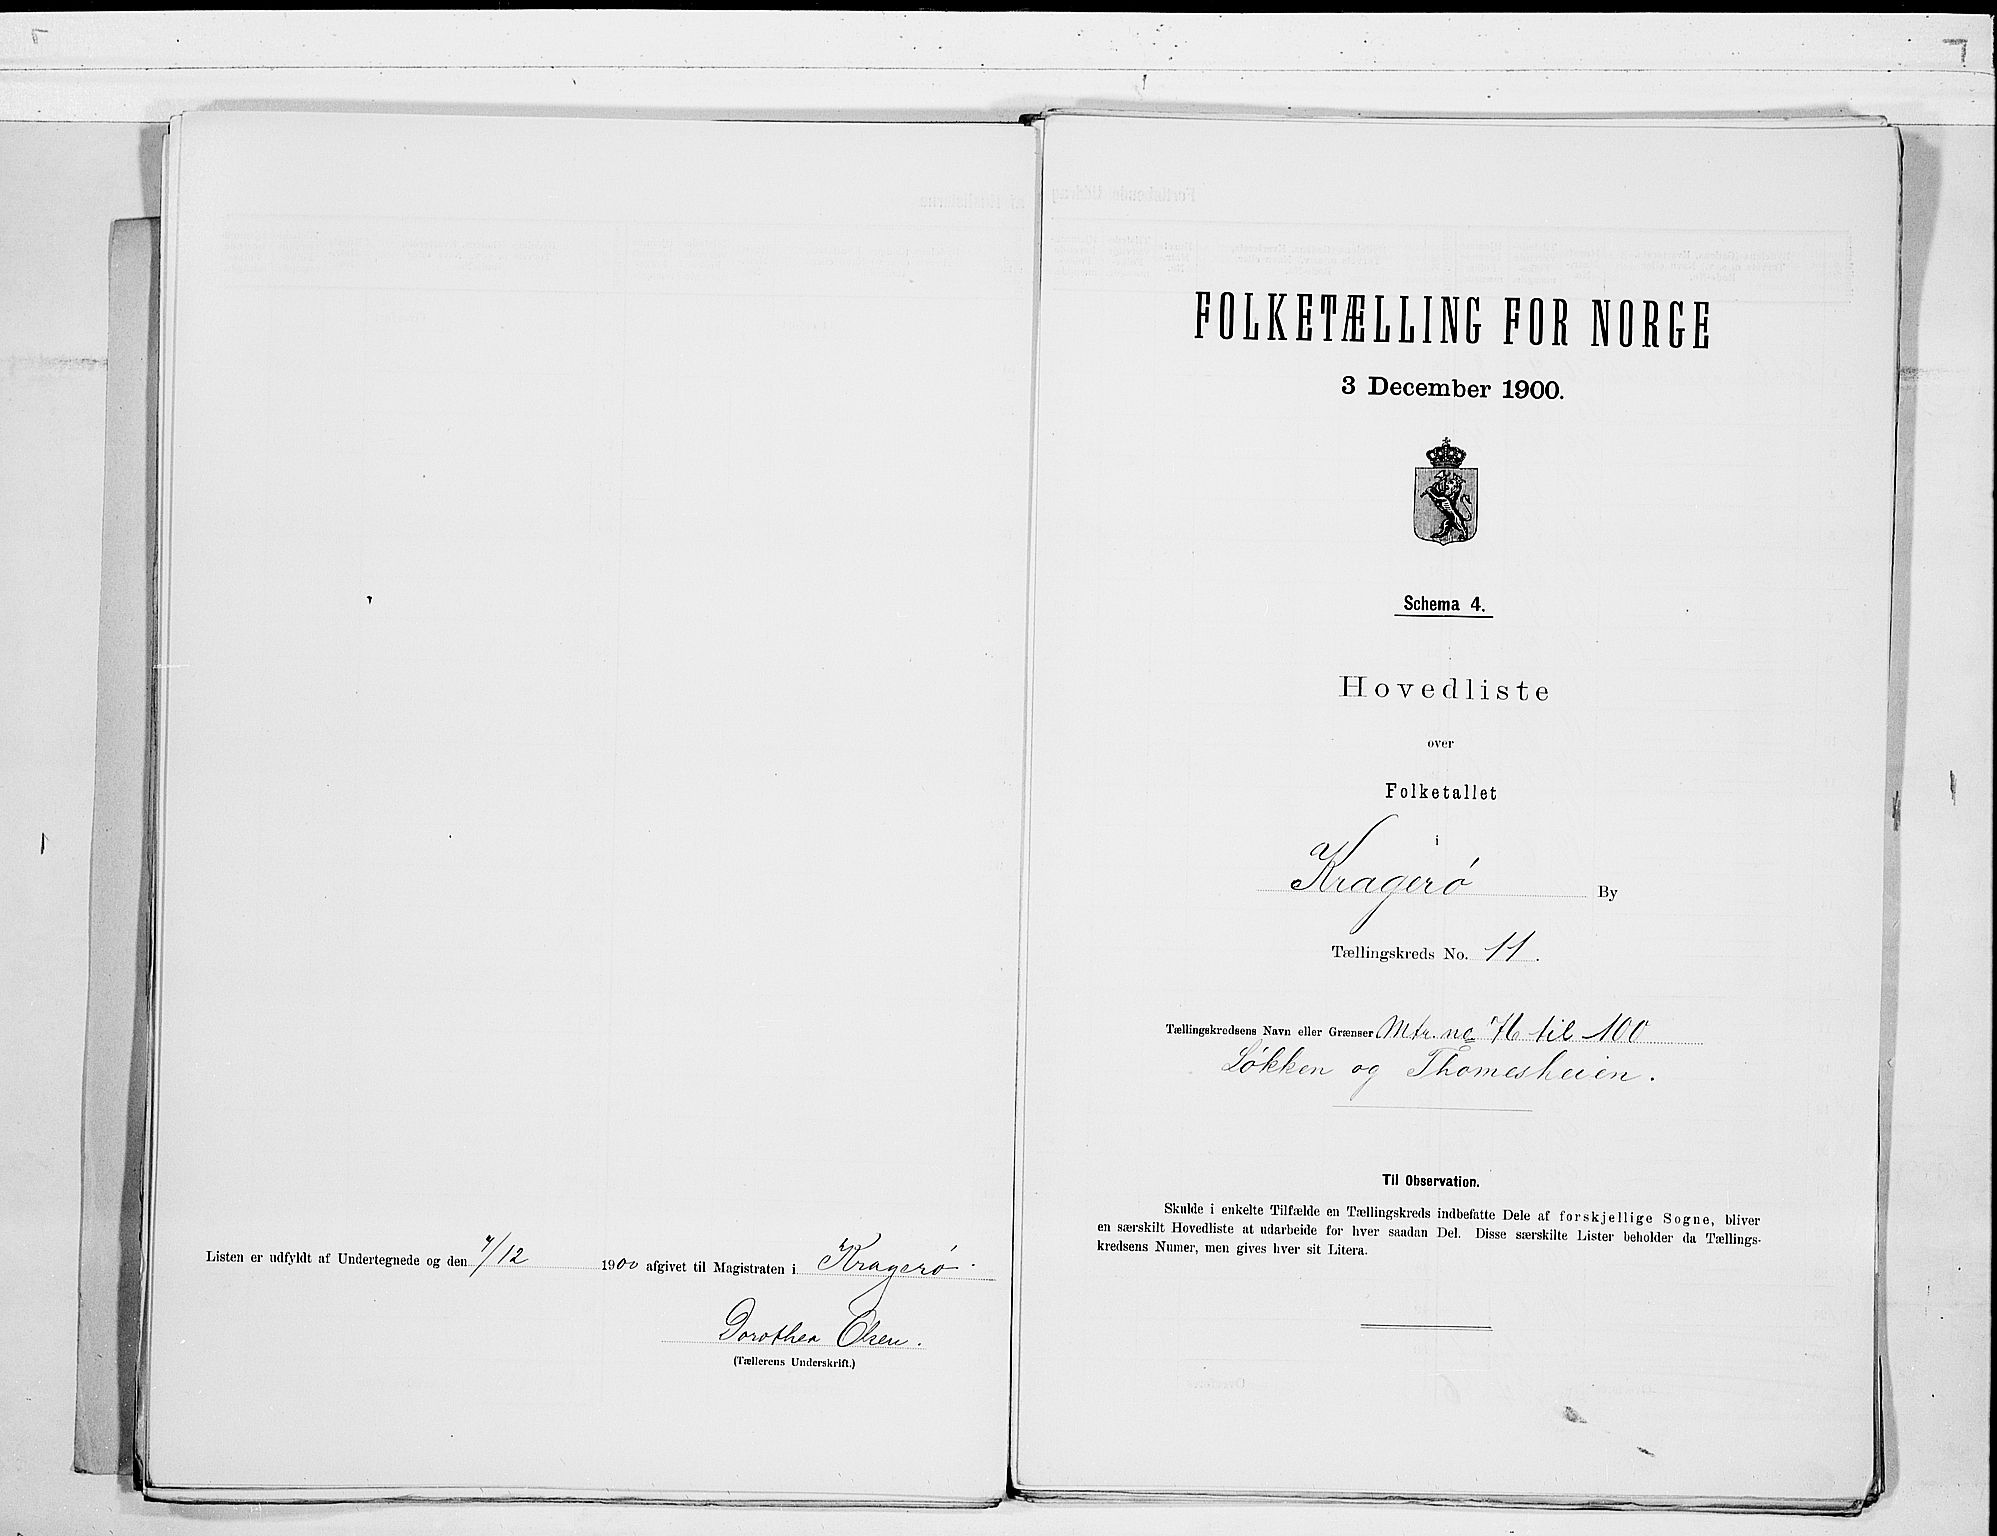 Listen er udfyldt af Undertegnede og den 7/12 1900 afgivet til Magistraten i Kragerø.
Dorothea Olsen.
(Tællerens Underskrift.)
FOLKETÆLLING FOR NORGE
3 December 1900.
Schema 4.
Hovedliste
over
Folketallet
i
Kragerø By
Tællingskreds No. 11.
Tællingskredsens Navn eller Grænser Mtr. no 76 til 100
Løkken og Thomesheien.
Til Observation.
Skulde i enkelte Tilfælde en Tællingskreds indbefatte Dele af forskjellige Sogne, bliver
en særskilt Hovedliste at udarbeide for hver saadan Del. Disse særskilte Lister beholder da Tællings-
kredsens Numer, men gives hver sit Litera.